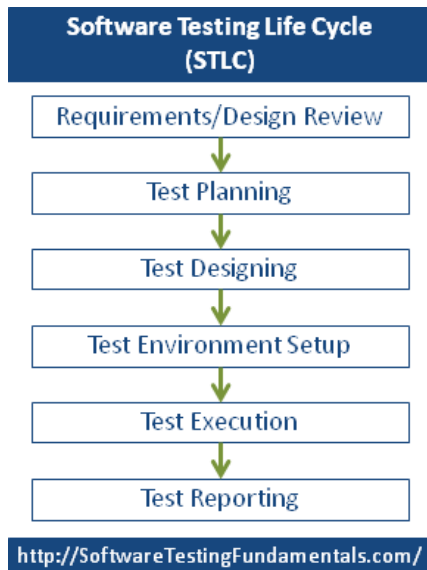 Software Testing Life Cycle
(STLC)
Requirements/Design Review
Test Planning
Test Designing
Test Environment Setup
Test Execution
Test Reporting
http://SoftwareTestingFundamentals.com/